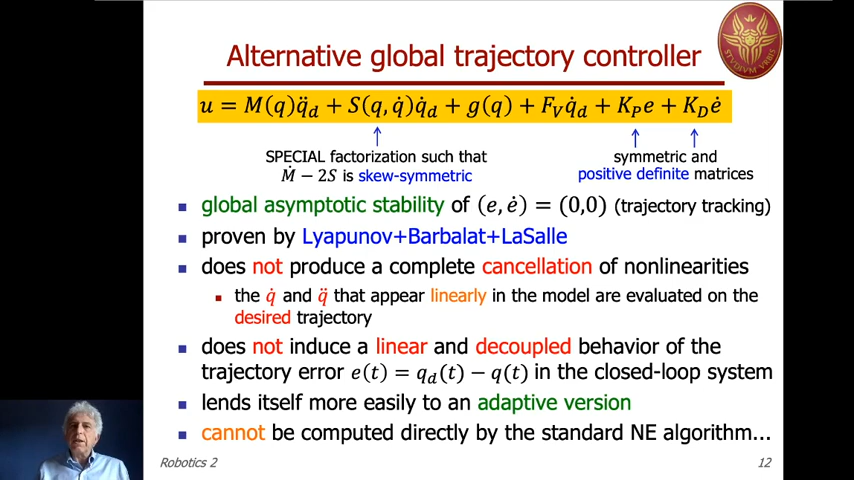 Alternative global trajectory controller
STVDIVM VRBIS
u = M(q)q̈_d + S(q, q̇)q̇_d + g(q) + F_V q̇_d + K_P e + K_D ė
SPECIAL factorization such that
Ṁ − 2S is skew-symmetric
symmetric and
positive definite matrices
global asymptotic stability of (e, ė) = (0,0) (trajectory tracking)
proven by Lyapunov+Barbalat+LaSalle
does not produce a complete cancellation of nonlinearities
the q̇ and q̈ that appear linearly in the model are evaluated on the
desired trajectory
does not induce a linear and decoupled behavior of the
trajectory error e(t) = q_d(t) − q(t) in the closed-loop system
lends itself more easily to an adaptive version
cannot be computed directly by the standard NE algorithm...
Robotics 2
12